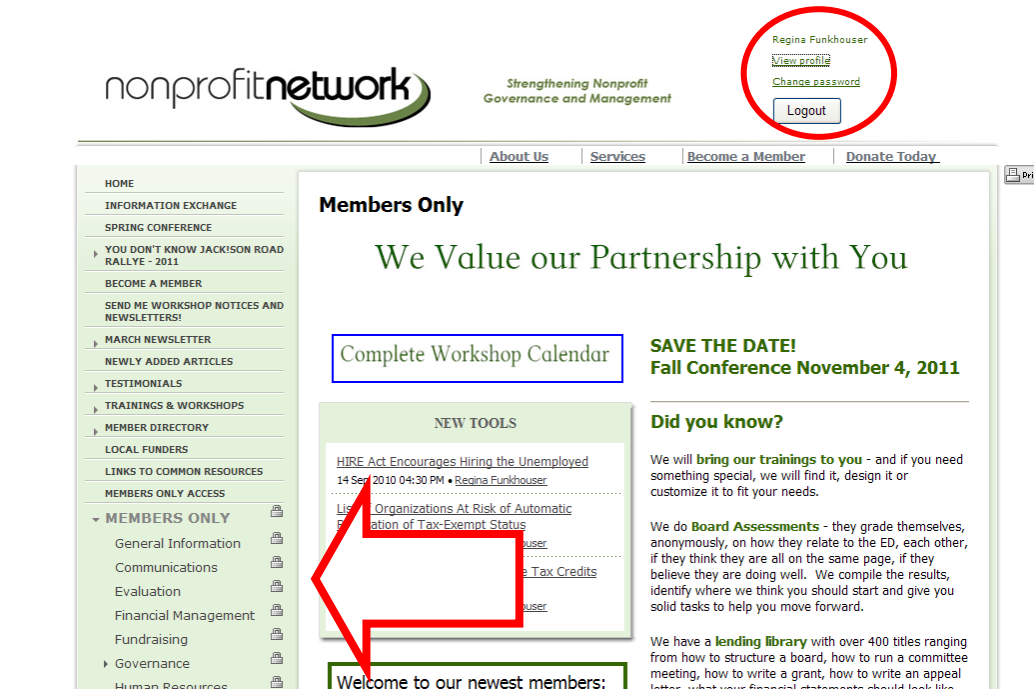 Regina Funkhouser
View profile
Change password
Logout
nonprofitnetwork
Strengthening Nonprofit
Governance and Management
About Us
Services
Become a Member
Donate Today
HOME
INFORMATION EXCHANGE
SPRING CONFERENCE
YOU DON'T KNOW JACK!SON ROAD
RALLYE - 2011
BECOME A MEMBER
SEND ME WORKSHOP NOTICES AND
NEWSLETTERS!
MARCH NEWSLETTER
NEWLY ADDED ARTICLES
TESTIMONIALS
TRAININGS & WORKSHOPS
MEMBER DIRECTORY
LOCAL FUNDERS
LINKS TO COMMON RESOURCES
MEMBERS ONLY ACCESS
MEMBERS ONLY
General Information
Communications
Evaluation
Financial Management
Fundraising
Governance
Human Resources
Members Only
We Value our Partnership with You
Complete Workshop Calendar
NEW TOOLS
HIRE Act Encourages Hiring the Unemployed
14 Sep 2010 04:30 PM • Regina Funkhouser
Organizations At Risk of Automatic
of Tax-Exempt Status
Tax Credits
Welcome to our newest members:
SAVE THE DATE!
Fall Conference November 4, 2011
Did you know?
We will bring our trainings to you - and if you need
something special, we will find it, design it or
customize it to fit your needs.
We do Board Assessments - they grade themselves,
anonymously, on how they relate to the ED, each other,
if they think they are all on the same page, if they
believe they are doing well. We compile the results,
identify where we think you should start and give you
solid tasks to help you move forward.
We have a lending library with over 400 titles ranging
from how to structure a board, how to run a committee
meeting, how to write a grant, how to write an appeal
letter, what your financial statements should look like